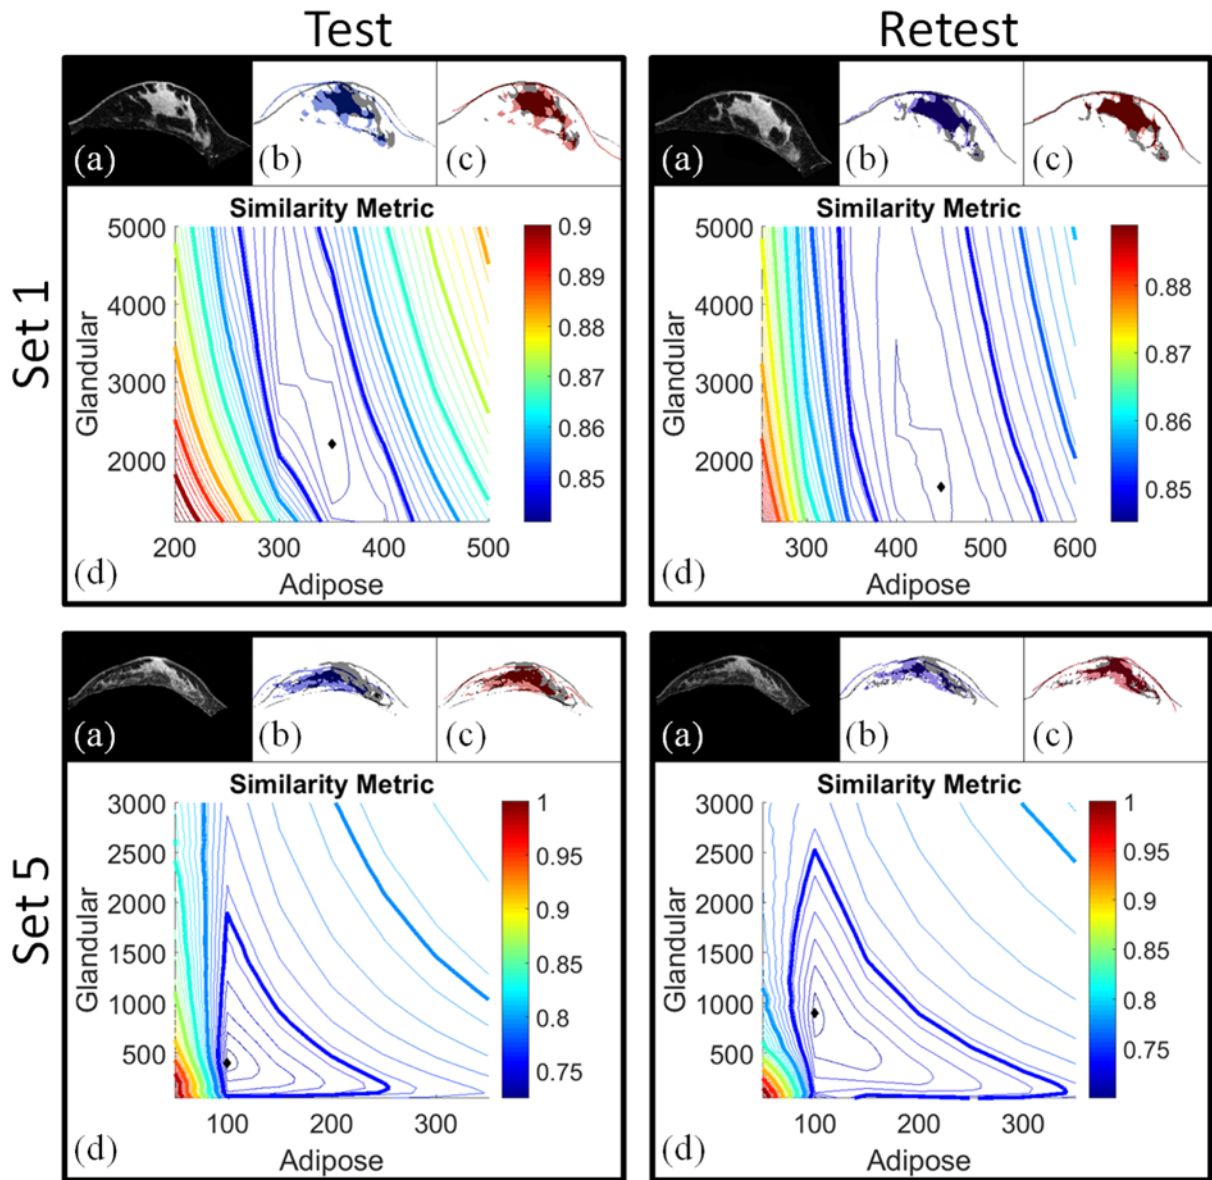 Test
Retest
Set 1
(a) (b) (c)
Similarity Metric
5000
4000
3000
2000
Glandular
200 300 400 500
Adipose
0.9
0.89
0.88
0.87
0.86
0.85
(d)
(a) (b) (c)
Similarity Metric
5000
4000
3000
2000
Glandular
300 400 500 600
Adipose
0.88
0.87
0.86
0.85
(d)
Set 5
(a) (b) (c)
Similarity Metric
3000
2500
2000
1500
1000
500
Glandular
100 200 300
Adipose
1
0.95
0.9
0.85
0.8
0.75
(d)
(a) (b) (c)
Similarity Metric
3000
2500
2000
1500
1000
500
Glandular
100 200 300
Adipose
1
0.95
0.9
0.85
0.8
0.75
(d)